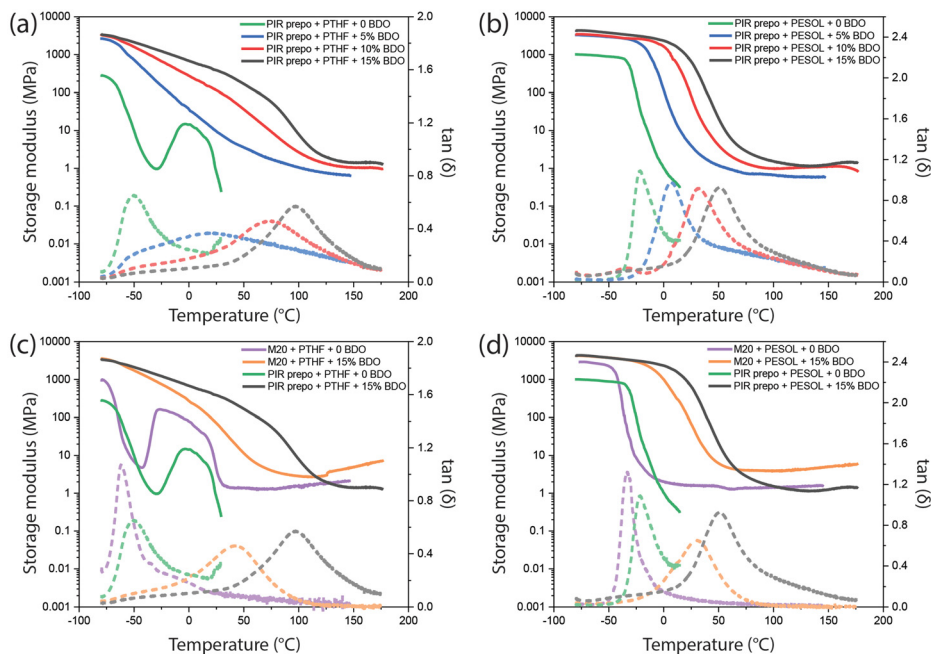 (a)
PIR prepo + PTHF + 0 BDO
PIR prepo + PTHF + 5% BDO
PIR prepo + PTHF + 10% BDO
PIR prepo + PTHF + 15% BDO
10000
1000
100
10
1
0.1
0.01
0.001
Storage modulus (MPa)
2.0
1.6
1.2
0.8
0.4
0.0
tan (δ)
-100
-50
0
50
100
150
200
Temperature (°C)
(b)
PIR prepo + PESOL + 0 BDO
PIR prepo + PESOL + 5% BDO
PIR prepo + PESOL + 10% BDO
PIR prepo + PESOL + 15% BDO
10000
1000
100
10
1
0.1
0.01
0.001
Storage modulus (MPa)
2.4
2.0
1.6
1.2
0.8
0.4
0.0
tan (δ)
-100
-50
0
50
100
150
200
Temperature (°C)
(c)
M20 + PTHF + 0 BDO
M20 + PTHF + 15% BDO
PIR prepo + PTHF + 0 BDO
PIR prepo + PTHF + 15% BDO
10000
1000
100
10
1
0.1
0.01
0.001
Storage modulus (MPa)
2.0
1.6
1.2
0.8
0.4
0.0
tan (δ)
-100
-50
0
50
100
150
200
Temperature (°C)
(d)
M20 + PESOL + 0 BDO
M20 + PESOL + 15% BDO
PIR prepo + PESOL + 0 BDO
PIR prepo + PESOL + 15% BDO
10000
1000
100
10
1
0.1
0.01
0.001
Storage modulus (MPa)
2.4
2.0
1.6
1.2
0.8
0.4
0.0
tan (δ)
-100
-50
0
50
100
150
200
Temperature (°C)